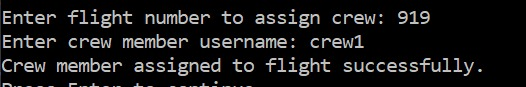 Enter flight number to assign crew: 919
Enter crew member username: crew1
Crew member assigned to flight successfully.
Press Enter to continue